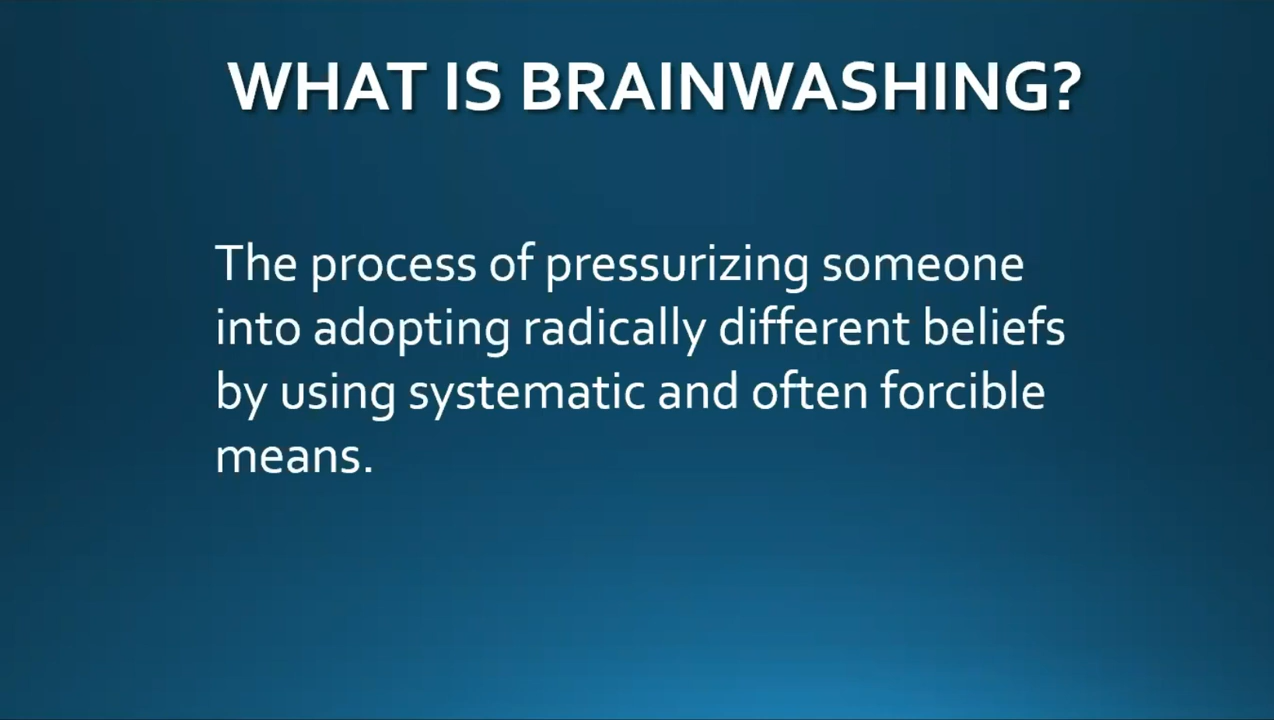 WHAT IS BRAINWASHING?
The process of pressurizing someone
into adopting radically different beliefs
by using systematic and often forcible
means.